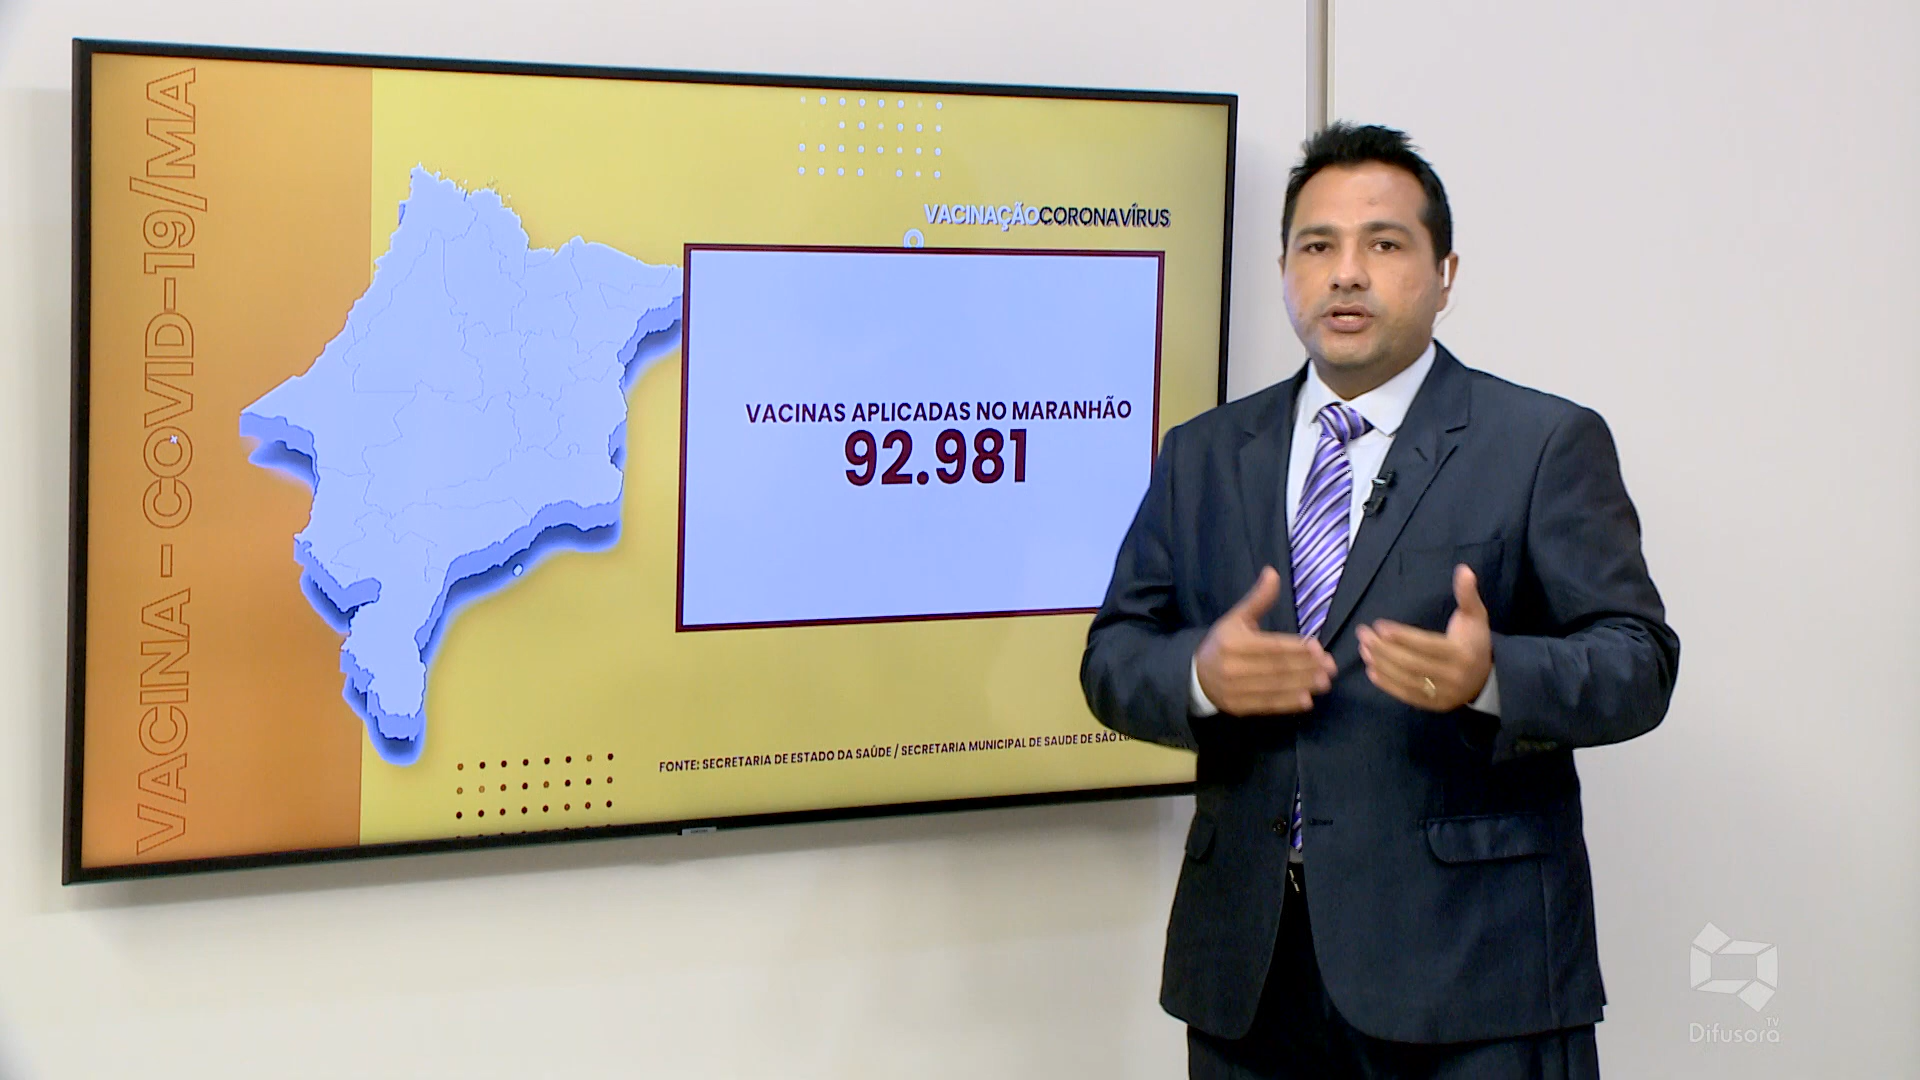 VACINA - COVID-19/MA
VACINAÇÃOCORONAVÍRUS
VACINAS APLICADAS NO MARANHÃO
92.981
FONTE: SECRETARIA DE ESTADO DA SAÚDE / SECRETARIA MUNICIPAL DE SAUDE DE SÃO
TV
Difusora